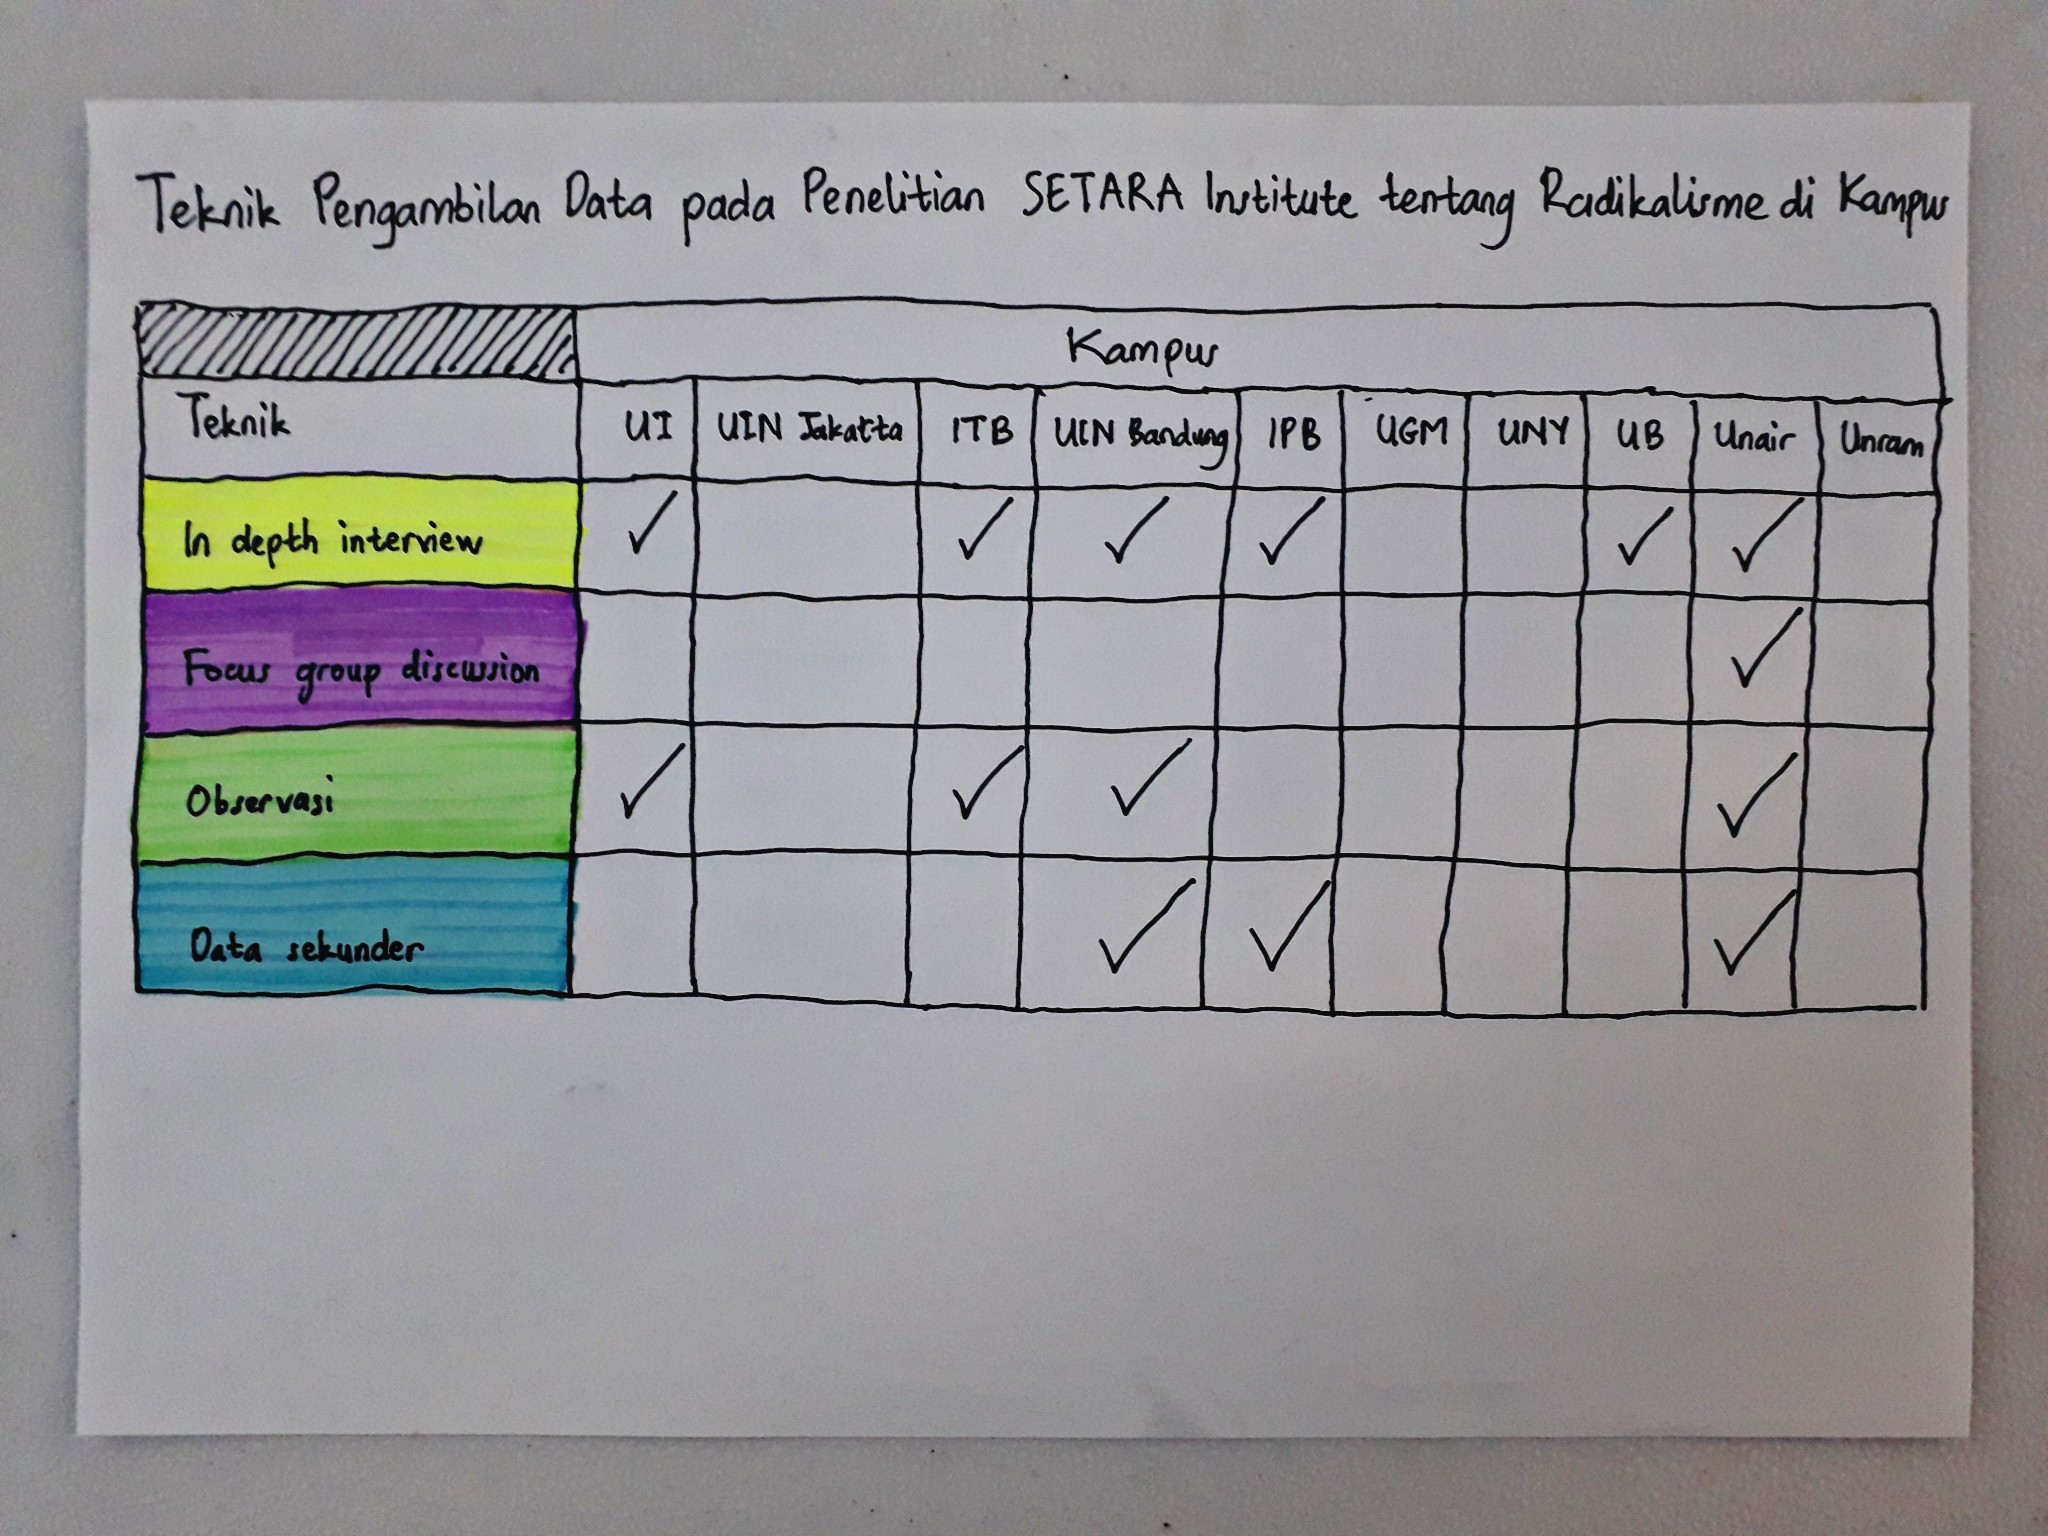 Teknik Pengambilan Data pada Penelitian SETARA Institute tentang Radikalisme di Kampus
Kampus
Teknik UI UIN Jakatta ITB UIN Bandung IPB UGM UNY UB Unair Unram
In depth interview ✓ ✓ ✓ ✓ ✓ ✓
Focus group discussion ✓
Observasi ✓ ✓ ✓ ✓
Data sekunder ✓ ✓ ✓